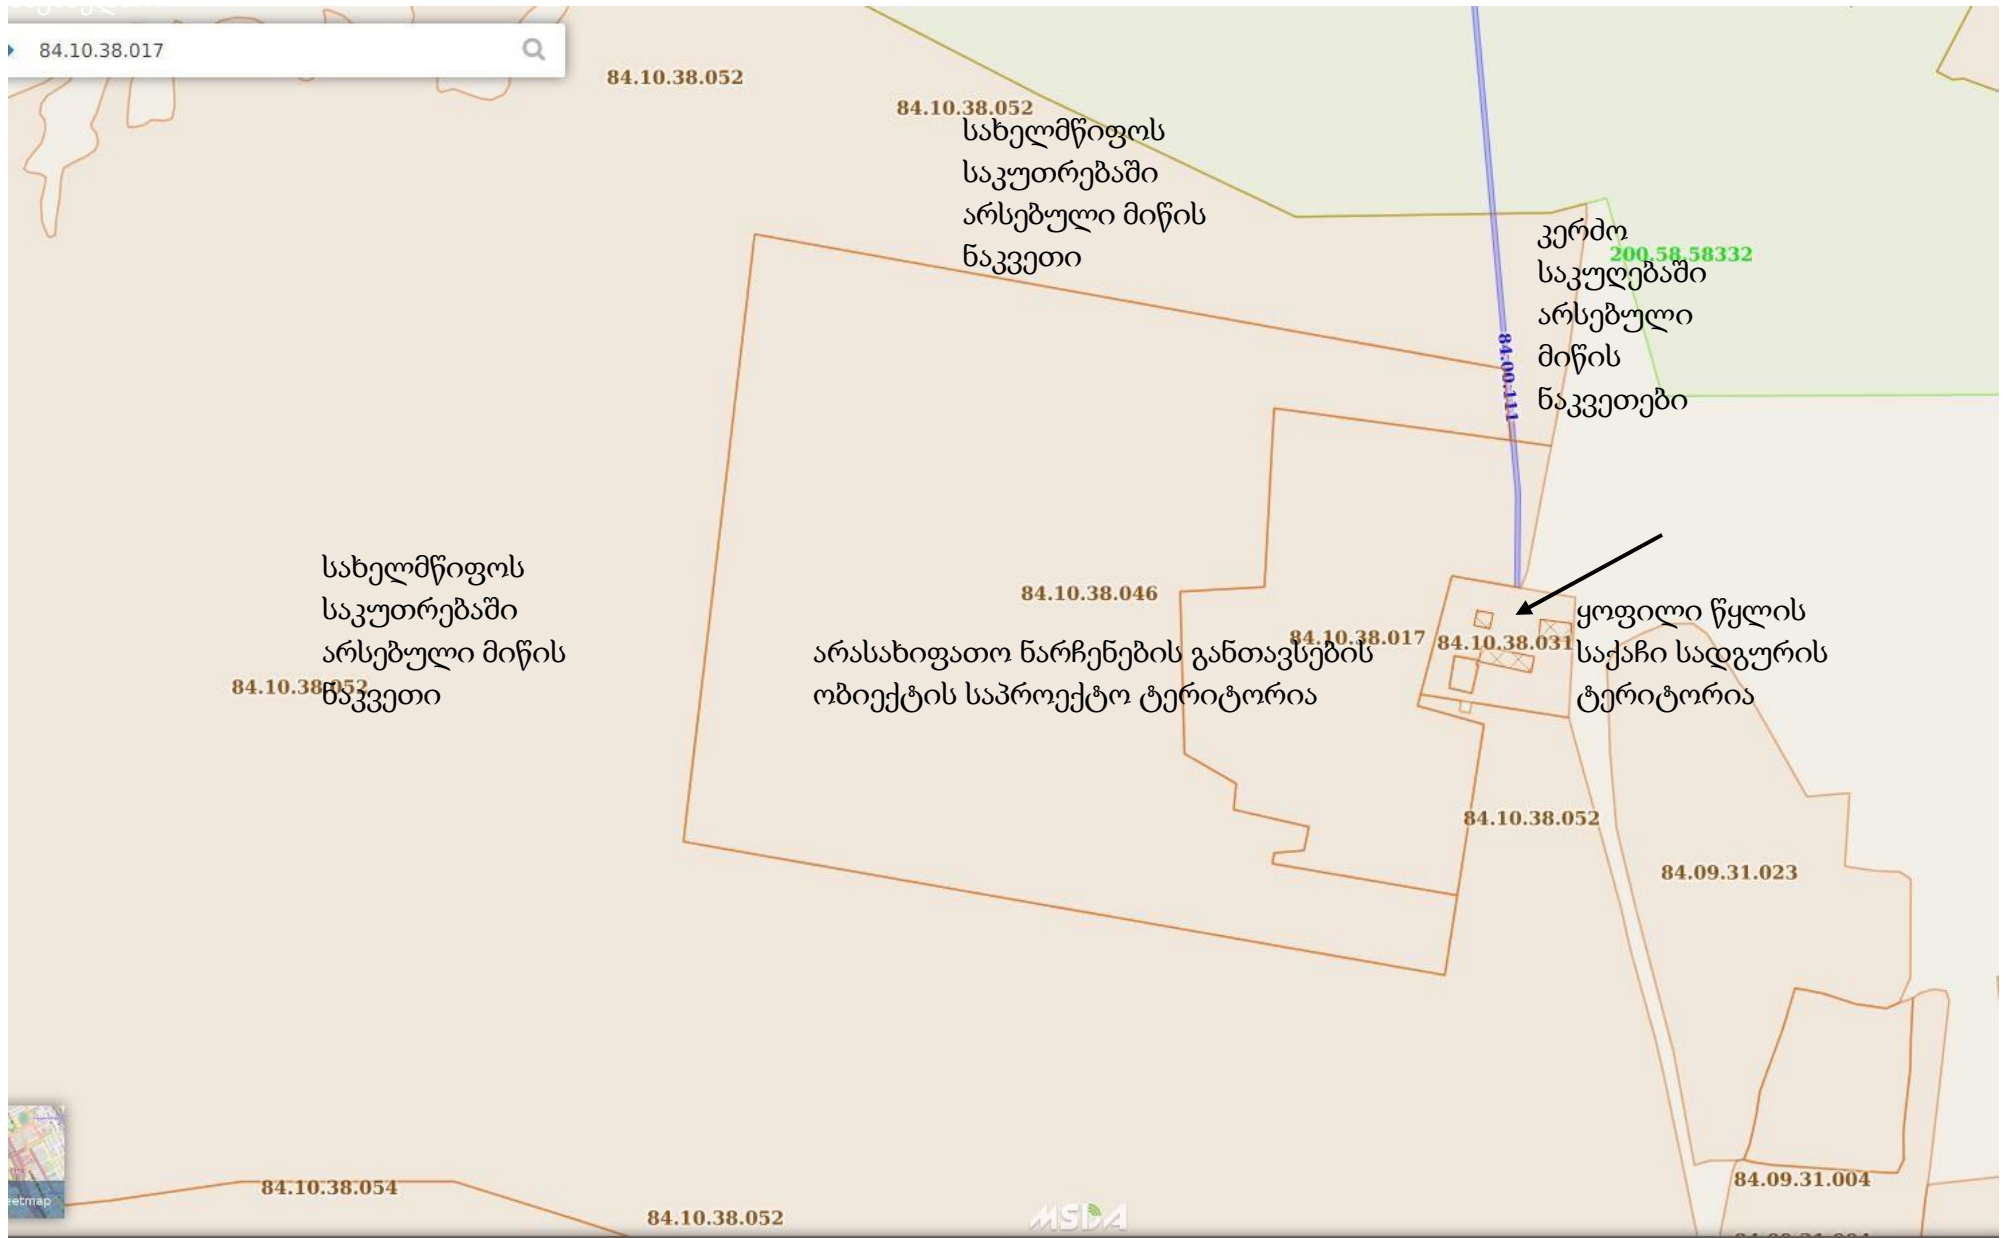 84.10.38.017
84.10.38.052
84.10.38.052
სახელმწიფოს
საკუთრებაში
არსებული მიწის
ნაკვეთი
კერძო
200.58.58332
საკუღებაში
არსებული
მიწის
ნაკვეთები
84.00.111
სახელმწიფოს
საკუთრებაში
არსებული მიწის
ნაკვეთი
84.10.38.052
84.10.38.046
არასახიფათო ნარჩენების განთავსების
ობიექტის საპროექტო ტერიტორია
84.10.38.017
84.10.38.031
ყოფილი წყლის
საქაჩი სადგურის
ტერიტორია
84.10.38.052
84.09.31.023
84.09.31.004
etmap
84.10.38.054
84.10.38.052
MSDA